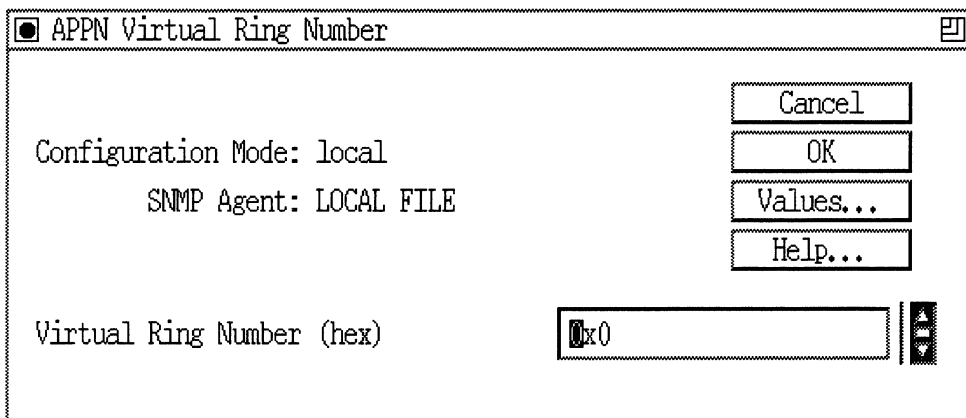 APPN Virtual Ring Number
Cancel
Configuration Mode: local
OK
SNMP Agent: LOCAL FILE
Values...
Help...
Virtual Ring Number (hex)
0x0